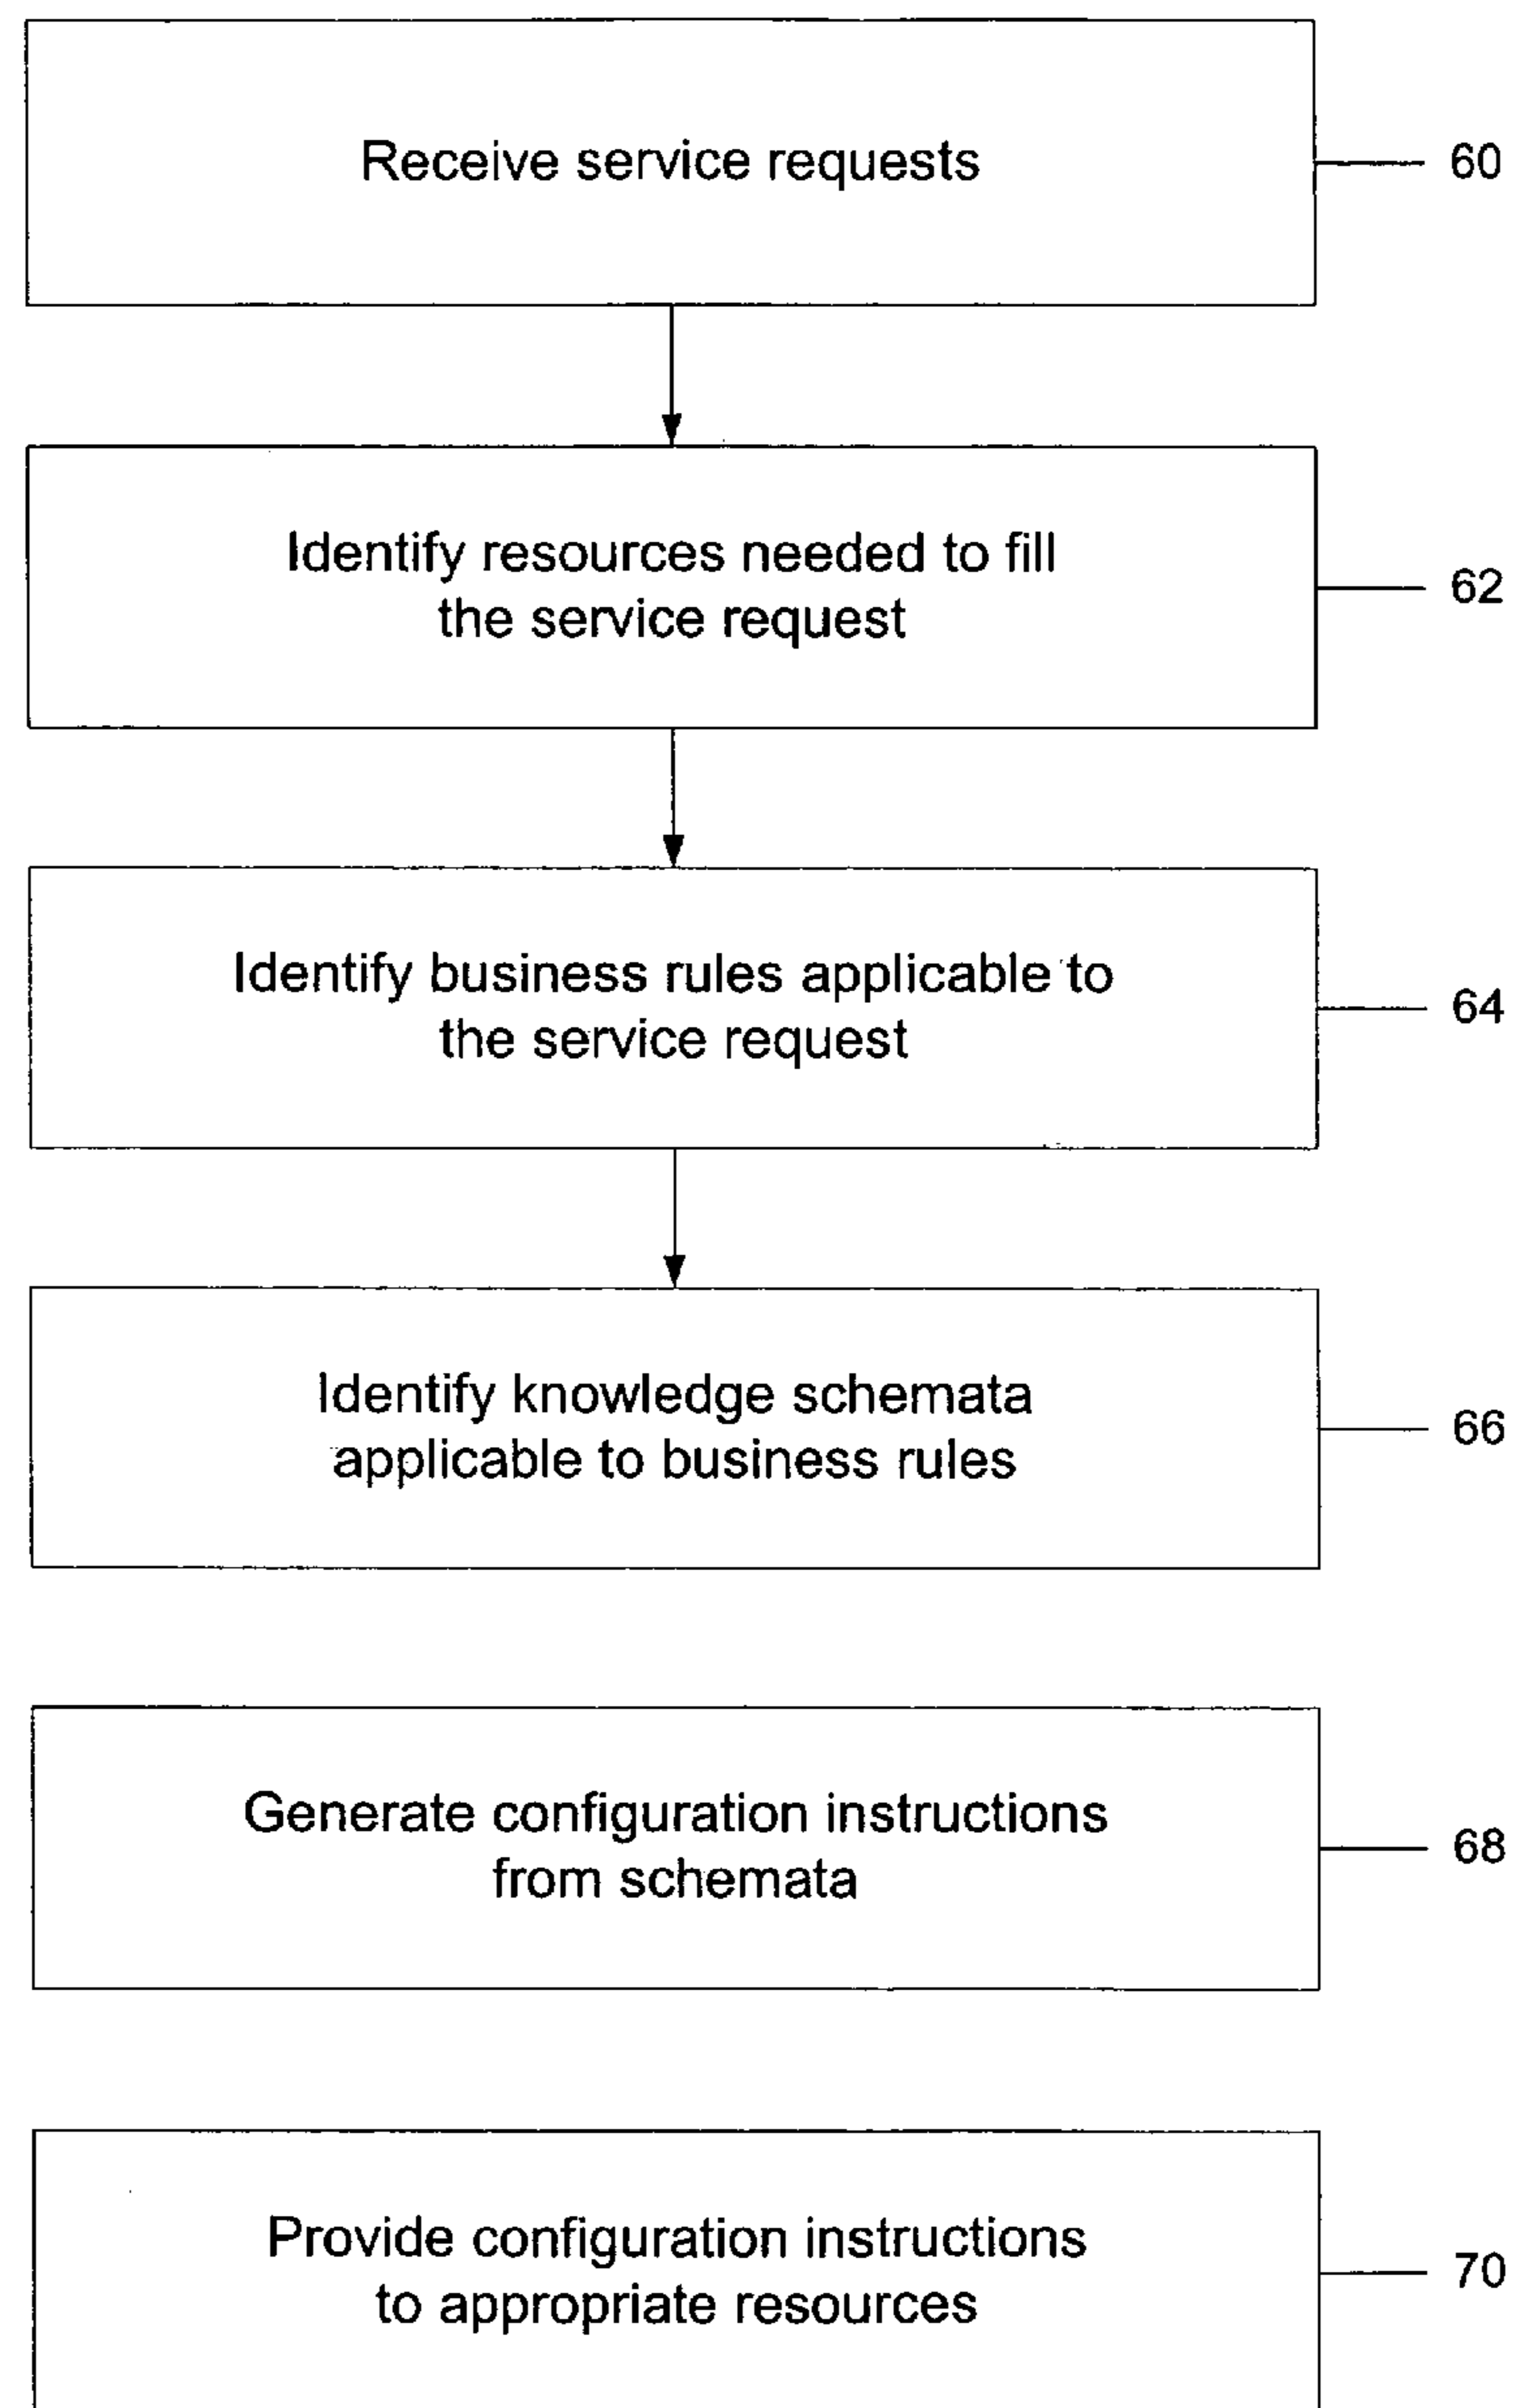 Receive service requests
60
Identify resources needed to fill
the service request
62
Identify business rules applicable to
the service request
64
Identify knowledge schemata
applicable to business rules
66
Generate configuration instructions
from schemata
68
Provide configuration instructions
to appropriate resources
70